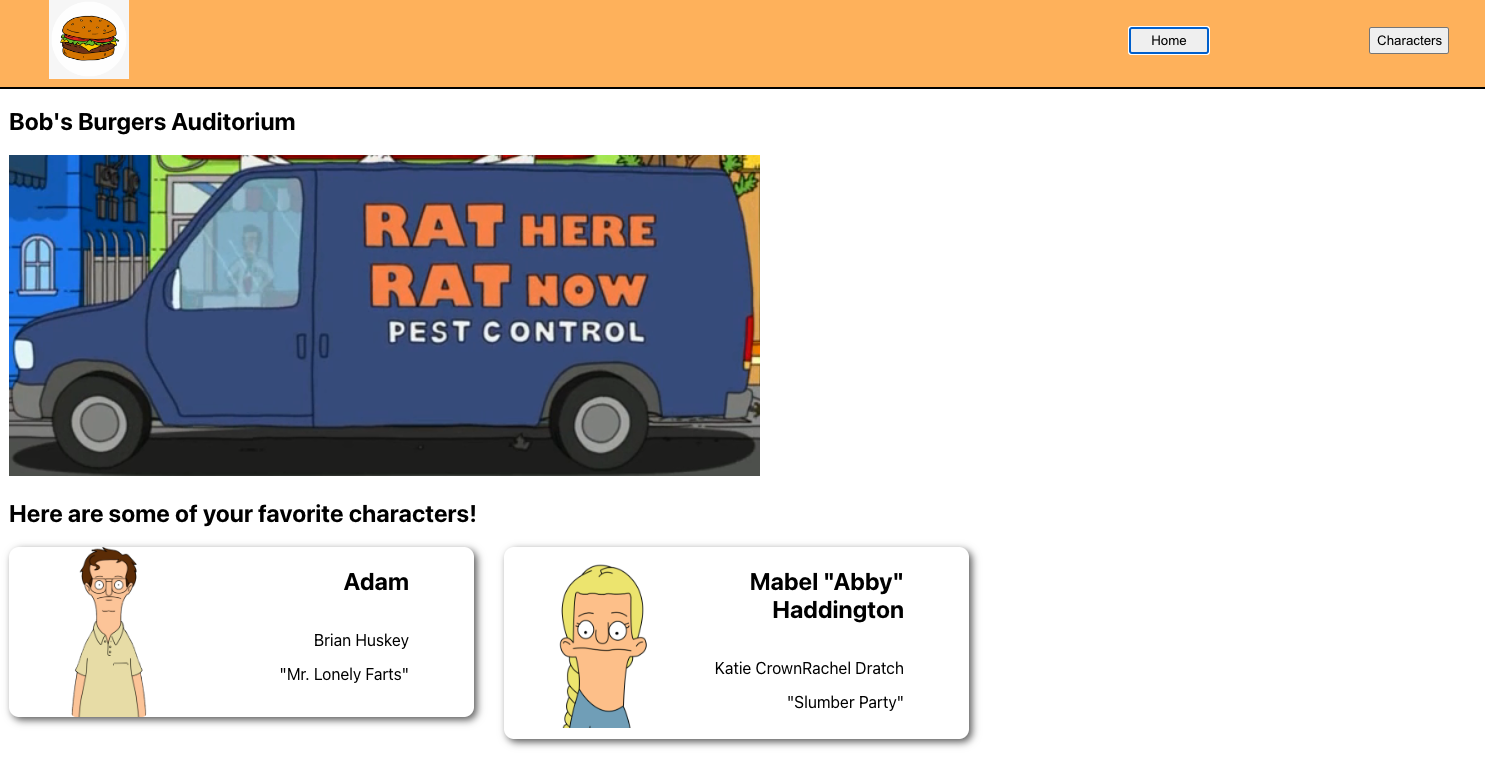 Home
Characters
Bob's Burgers Auditorium
RAT HERE
RAT NOW
PEST CONTROL
Here are some of your favorite characters!
Adam
Brian Huskey
"Mr. Lonely Farts"
Mabel "Abby"
Haddington
Katie CrownRachel Dratch
"Slumber Party"